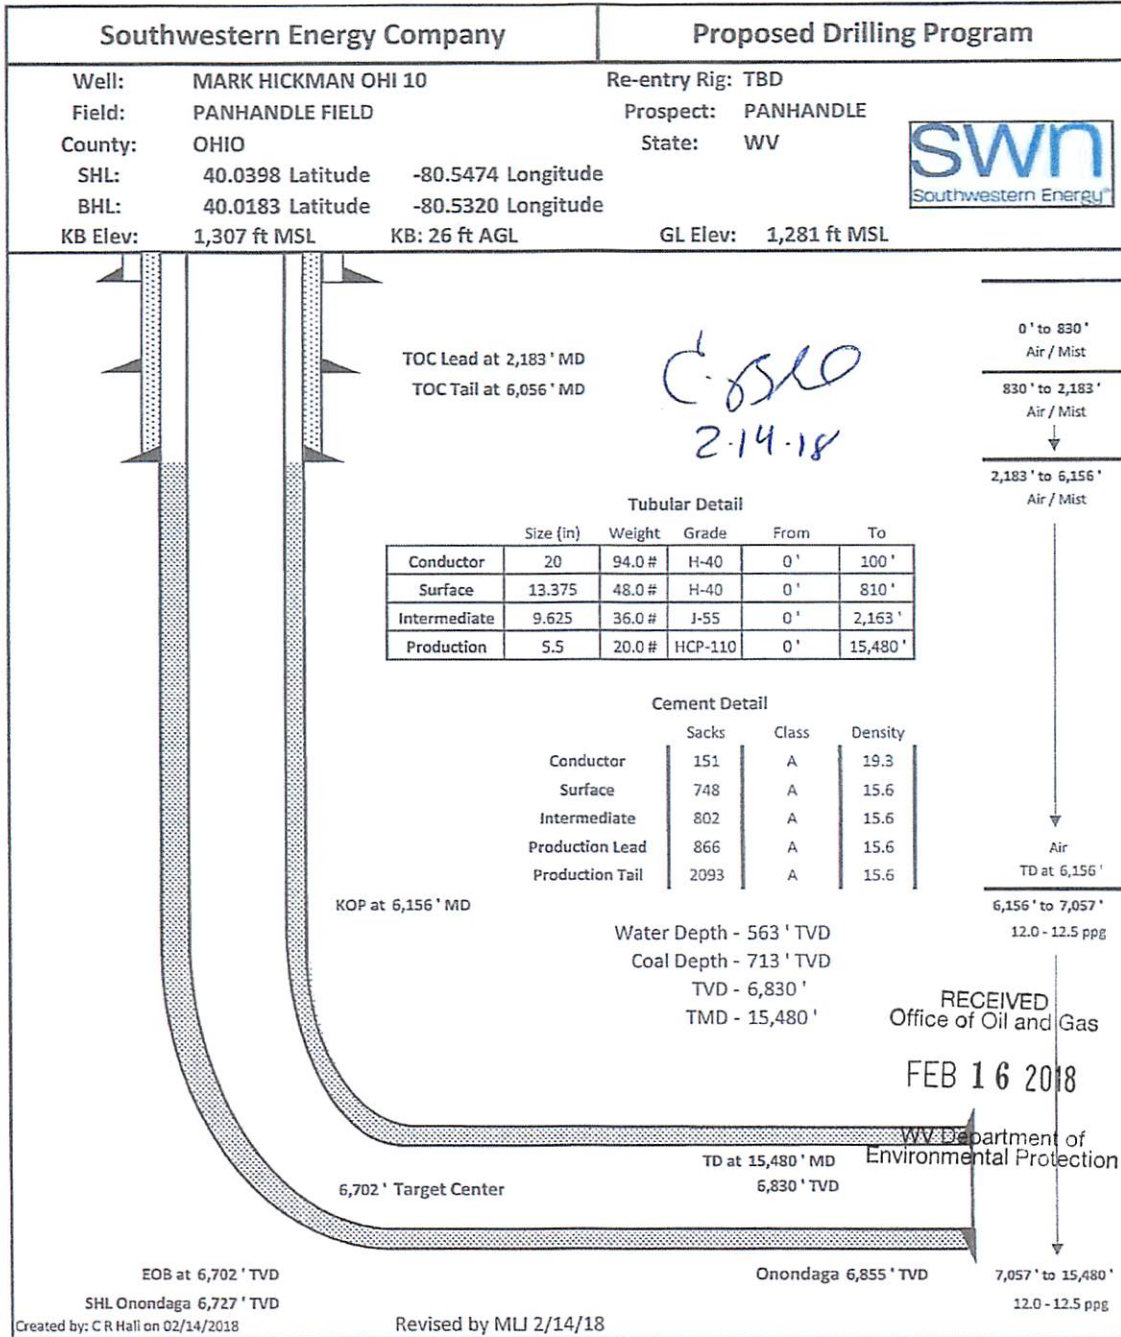 Southwestern Energy Company Proposed Drilling Program
Well: MARK HICKMAN OHI 10 Re-entry Rig: TBD
Field: PANHANDLE FIELD Prospect: PANHANDLE
County: OHIO State: WV
SHL: 40.0398 Latitude -80.5474 Longitude
BHL: 40.0183 Latitude -80.5320 Longitude
KB Elev: 1,307 ft MSL KB: 26 ft AGL GL Elev: 1,281 ft MSL
swn
Southwestern Energy®
0 ' to 830 '
Air / Mist
TOC Lead at 2,183 ' MD
TOC Tail at 6,056 ' MD
830 ' to 2,183 '
Air / Mist
2.14.18
2,183 ' to 6,156 '
Air / Mist
Tubular Detail
Size (in) Weight Grade From To
Conductor 20 94.0 # H-40 0 ' 100 '
Surface 13.375 48.0 # H-40 0 ' 810 '
Intermediate 9.625 36.0 # J-55 0 ' 2,163 '
Production 5.5 20.0 # HCP-110 0 ' 15,480 '
Cement Detail
Sacks Class Density
Conductor 151 A 19.3
Surface 748 A 15.6
Intermediate 802 A 15.6
Production Lead 866 A 15.6
Production Tail 2093 A 15.6
Air
TD at 6,156 '
KOP at 6,156 ' MD
6,156 ' to 7,057 '
12.0 - 12.5 ppg
Water Depth - 563 ' TVD
Coal Depth - 713 ' TVD
TVD - 6,830 '
TMD - 15,480 '
RECEIVED
Office of Oil and Gas
FEB 16 2018
WV Department of
Environmental Protection
TD at 15,480 ' MD
6,830 ' TVD
6,702 ' Target Center
EOB at 6,702 ' TVD
SHL Onondaga 6,727 ' TVD
Onondaga 6,855 ' TVD
7,057 ' to 15,480 '
12.0 - 12.5 ppg
Created by: C R Hall on 02/14/2018 Revised by MLJ 2/14/18